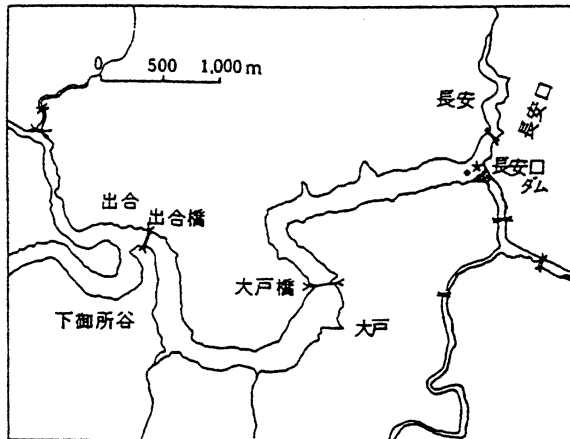 0 500 1,000 m
長安
長安口
長安口
ダム
出合
出合橋
大戸橋
大戸
下御所谷